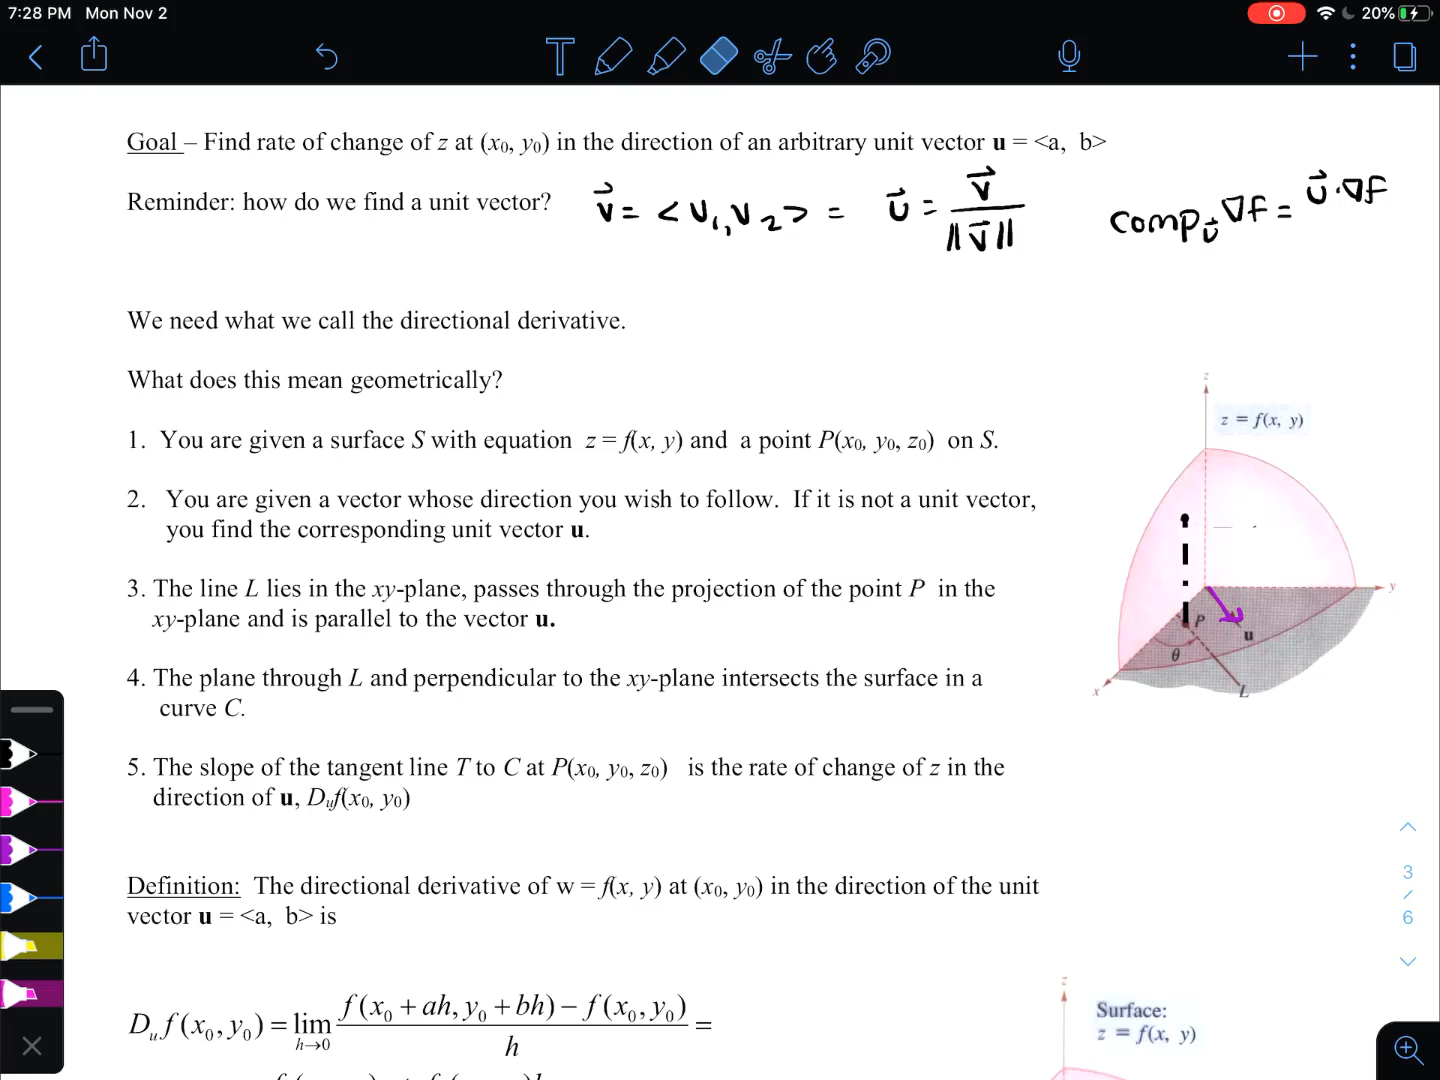 7:28 PM Mon Nov 2
20%
Goal – Find rate of change of z at (x₀, y₀) in the direction of an arbitrary unit vector u = <a, b>
Reminder: how do we find a unit vector? v⃗ = <v₁, v₂> = u⃗ = v⃗ / ||v⃗|| comp_u⃗ ∇f = u⃗ · ∇f
We need what we call the directional derivative.
What does this mean geometrically?
1. You are given a surface S with equation z = f(x, y) and a point P(x₀, y₀, z₀) on S.
2. You are given a vector whose direction you wish to follow. If it is not a unit vector,
you find the corresponding unit vector u.
3. The line L lies in the xy-plane, passes through the projection of the point P in the
xy-plane and is parallel to the vector u.
4. The plane through L and perpendicular to the xy-plane intersects the surface in a
curve C.
5. The slope of the tangent line T to C at P(x₀, y₀, z₀) is the rate of change of z in the
direction of u, Dᵤf(x₀, y₀)
z
z = f(x, y)
y
P
u
θ
x
L
Definition: The directional derivative of w = f(x, y) at (x₀, y₀) in the direction of the unit
vector u = <a, b> is
Dᵤf(x₀, y₀) = lim h→0 f(x₀ + ah, y₀ + bh) − f(x₀, y₀) / h =
z
Surface:
z = f(x, y)
3
/
6